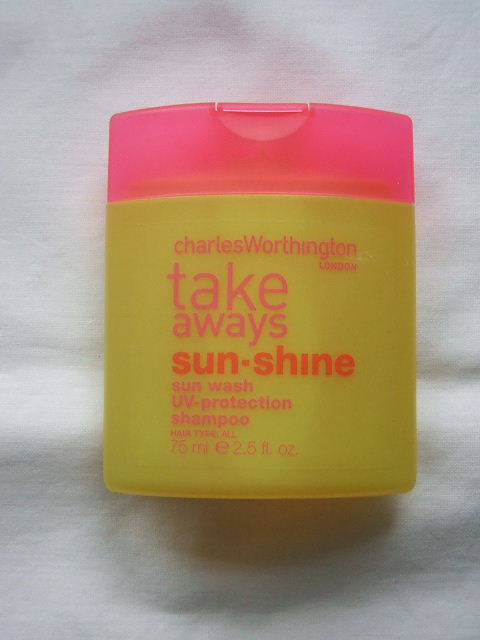 charlesWorthington
LONDON
take
aways
sun-shine
sun wash
UV-protection
shampoo
HAIR TYPE: ALL
75 ml ℮ 2.5 fl. oz.